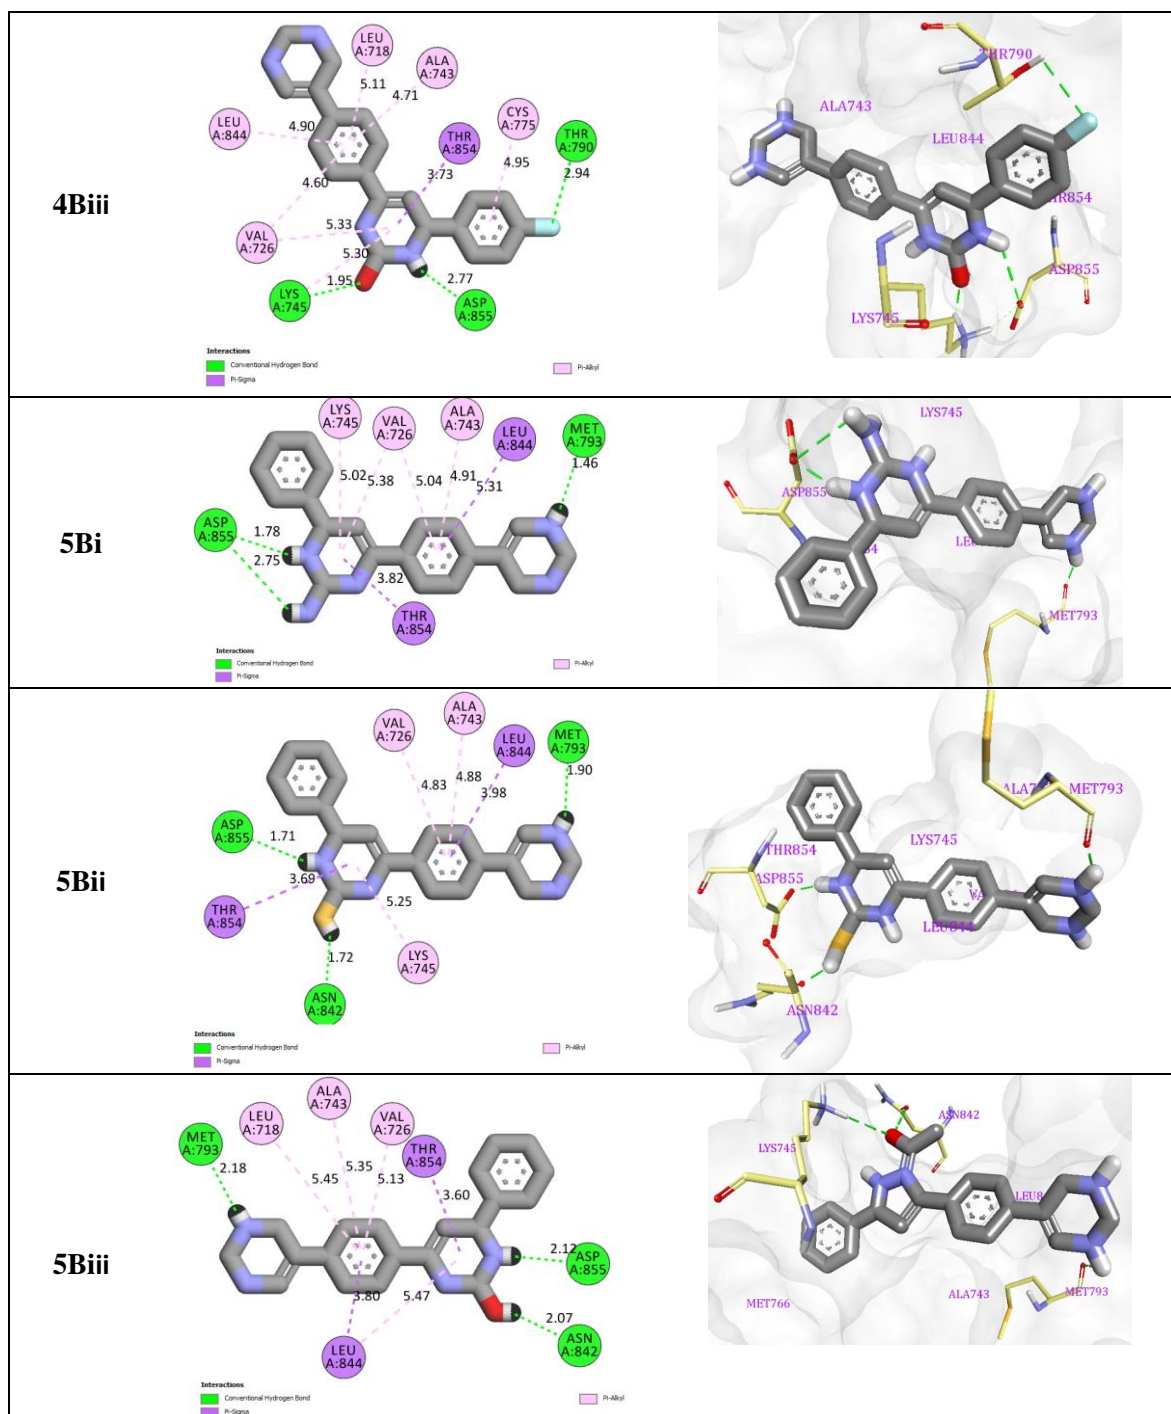 4Biii
LEU
A:718
ALA
A:743
5.11
4.71
LEU
A:844
4.90
THR
A:854
CYS
A:775
THR
A:790
4.60
3.73
4.95
2.94
VAL
A:726
5.33
5.30
1.95
2.77
LYS
A:745
ASP
A:855
Interactions
Conventional Hydrogen Bond
Pi-Sigma
Pi-Alkyl
THR790
ALA743
LEU844
ASP855
LYS745
5Bi
LYS
A:745
VAL
A:726
ALA
A:743
LEU
A:844
MET
A:793
1.46
5.02
5.38
5.04
4.91
5.31
ASP
A:855
1.78
2.75
3.82
THR
A:854
Interactions
Conventional Hydrogen Bond
Pi-Sigma
Pi-Alkyl
LYS745
ASP855
MET793
5Bii
VAL
A:726
ALA
A:743
LEU
A:844
MET
A:793
1.90
4.83
4.88
3.98
ASP
A:855
1.71
3.69
THR
A:854
5.25
1.72
LYS
A:745
ASN
A:842
Interactions
Conventional Hydrogen Bond
Pi-Sigma
Pi-Alkyl
MET793
LYS745
THR854
ASP855
LEU844
ASN842
5Biii
MET
A:793
LEU
A:718
ALA
A:743
VAL
A:726
THR
A:854
2.18
5.45
5.35
5.13
3.60
2.12
ASP
A:855
3.80
5.47
2.07
LEU
A:844
ASN
A:842
Interactions
Conventional Hydrogen Bond
Pi-Sigma
Pi-Alkyl
ASN842
LYS745
MET766
ALA743
MET793